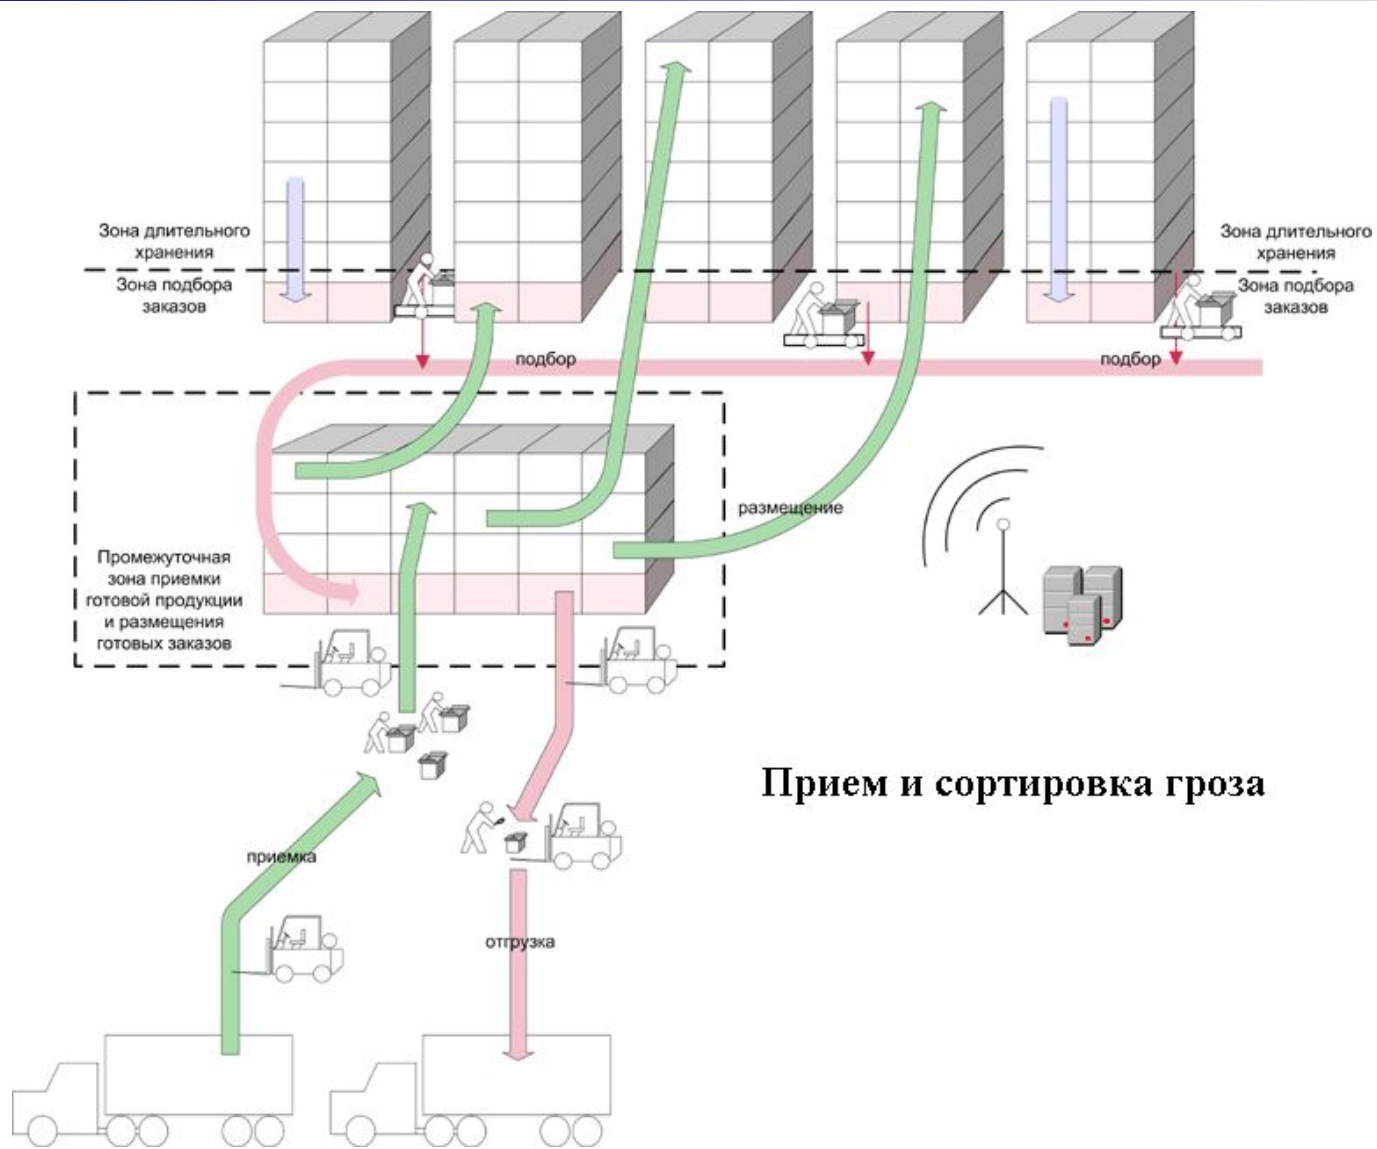 Зона длительного
хранения
Зона подбора
заказов
Зона длительного
хранения
Зона подбора
заказов
подбор
подбор
размещение
Промежуточная
зона приемки
готовой продукции
и размещения
готовых заказов
Прием и сортировка гроза
приемка
отгрузка